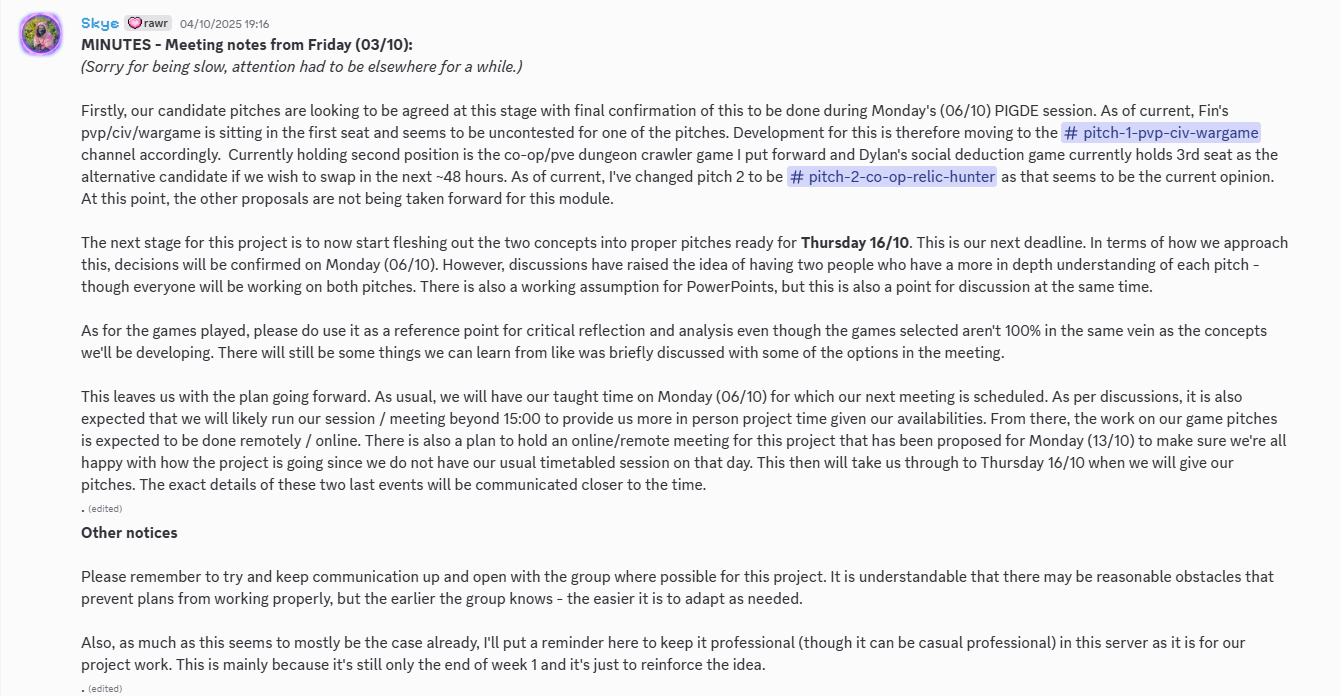 Skye rawr 04/10/2025 19:16
MINUTES - Meeting notes from Friday (03/10):
(Sorry for being slow, attention had to be elsewhere for a while.)
Firstly, our candidate pitches are looking to be agreed at this stage with final confirmation of this to be done during Monday's (06/10) PIGDE session. As of current, Fin's
pvp/civ/wargame is sitting in the first seat and seems to be uncontested for one of the pitches. Development for this is therefore moving to the # pitch-1-pvp-civ-wargame
channel accordingly.  Currently holding second position is the co-op/pve dungeon crawler game I put forward and Dylan's social deduction game currently holds 3rd seat as the
alternative candidate if we wish to swap in the next ~48 hours. As of current, I've changed pitch 2 to be # pitch-2-co-op-relic-hunter as that seems to be the current opinion.
At this point, the other proposals are not being taken forward for this module.
The next stage for this project is to now start fleshing out the two concepts into proper pitches ready for Thursday 16/10. This is our next deadline. In terms of how we approach
this, decisions will be confirmed on Monday (06/10). However, discussions have raised the idea of having two people who have a more in depth understanding of each pitch -
though everyone will be working on both pitches. There is also a working assumption for PowerPoints, but this is also a point for discussion at the same time.
As for the games played, please do use it as a reference point for critical reflection and analysis even though the games selected aren't 100% in the same vein as the concepts
we'll be developing. There will still be some things we can learn from like was briefly discussed with some of the options in the meeting.
This leaves us with the plan going forward. As usual, we will have our taught time on Monday (06/10) for which our next meeting is scheduled. As per discussions, it is also
expected that we will likely run our session / meeting beyond 15:00 to provide us more in person project time given our availabilities. From there, the work on our game pitches
is expected to be done remotely / online. There is also a plan to hold an online/remote meeting for this project that has been proposed for Monday (13/10) to make sure we're all
happy with how the project is going since we do not have our usual timetabled session on that day. This then will take us through to Thursday 16/10 when we will give our
pitches. The exact details of these two last events will be communicated closer to the time.
. (edited)
Other notices
Please remember to try and keep communication up and open with the group where possible for this project. It is understandable that there may be reasonable obstacles that
prevent plans from working properly, but the earlier the group knows - the easier it is to adapt as needed.
Also, as much as this seems to mostly be the case already, I'll put a reminder here to keep it professional (though it can be casual professional) in this server as it is for our
project work. This is mainly because it's still only the end of week 1 and it's just to reinforce the idea.
. (edited)